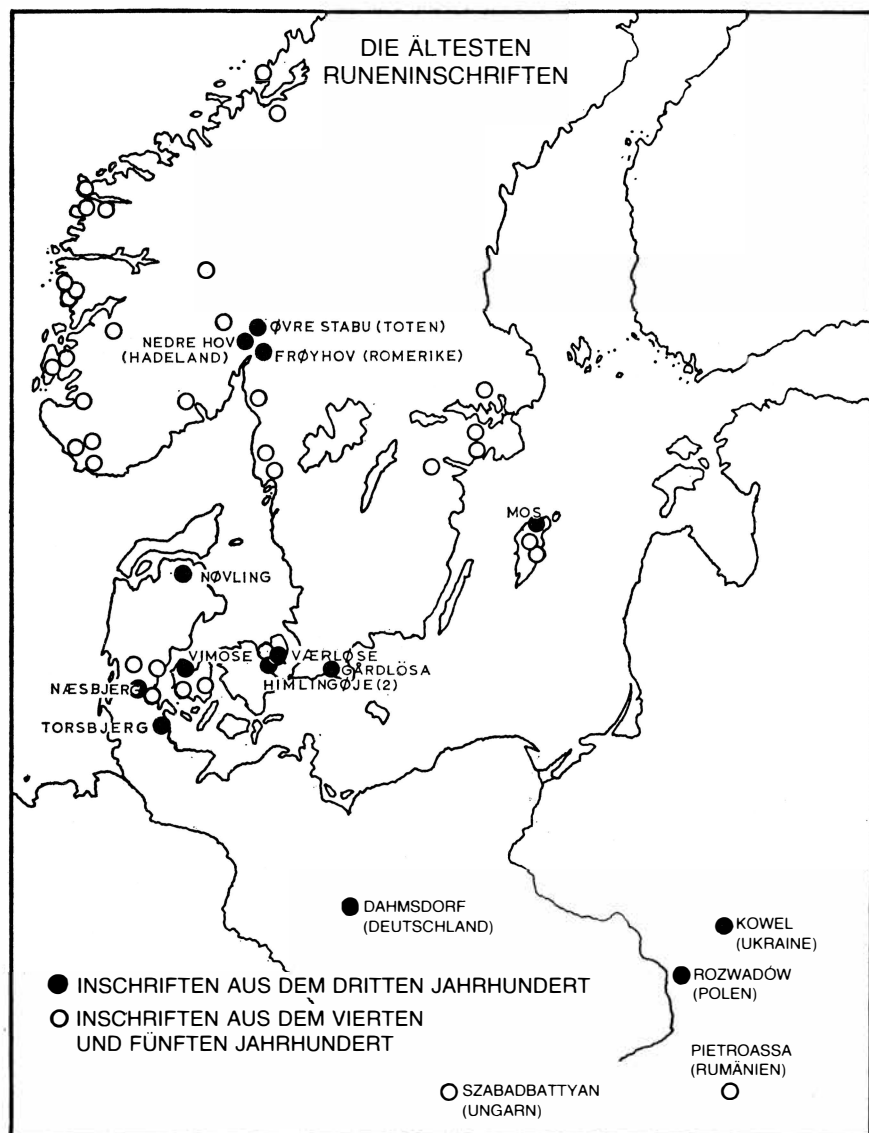 DIE ÄLTESTEN
RUNENINSCHRIFTEN
ØVRE STABU (TOTEN)
NEDRE HOV
(HADELAND)
FRØYHOV (ROMERIKE)
MOS
NØVLING
VIMOSE
VÆRLØSE
GÅRDLÖSA
NÆSBJERG
HIMLINGØJE (2)
TORSBJERG
DAHMSDORF
(DEUTSCHLAND)
KOWEL
(UKRAINE)
ROZWADÓW
(POLEN)
INSCHRIFTEN AUS DEM DRITTEN JAHRHUNDERT
INSCHRIFTEN AUS DEM VIERTEN
UND FÜNFTEN JAHRHUNDERT
PIETROASSA
(RUMÄNIEN)
SZABADBATTYAN
(UNGARN)